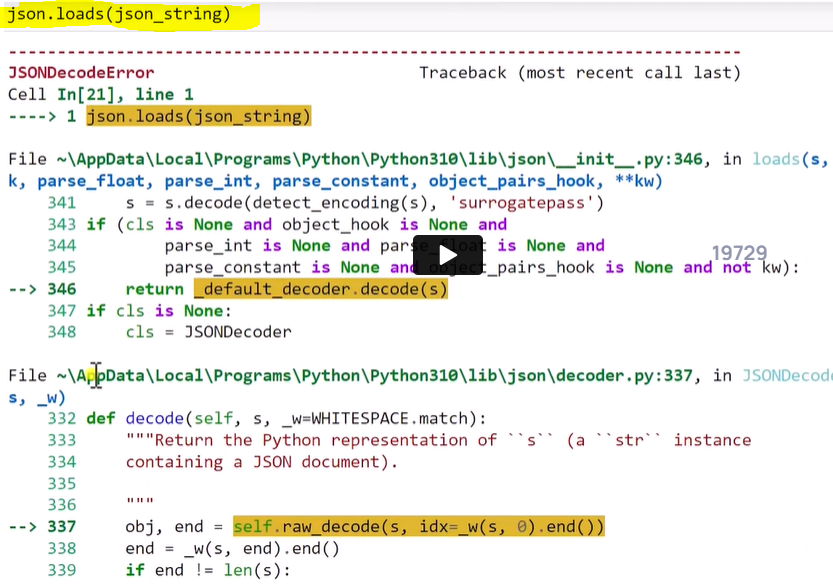 json.loads(json_string)
---------------------------------------------------------------------------
JSONDecodeError                           Traceback (most recent call last)
Cell In[21], line 1
----> 1 json.loads(json_string)
File ~\AppData\Local\Programs\Python\Python310\lib\json\__init__.py:346, in loads(s,
k, parse_float, parse_int, parse_constant, object_pairs_hook, **kw)
    341     s = s.decode(detect_encoding(s), 'surrogatepass')
    343 if (cls is None and object_hook is None and
    344         parse_int is None and parse_float is None and
    345         parse_constant is None and object_pairs_hook is None and not kw):
--> 346     return _default_decoder.decode(s)
    347 if cls is None:
    348     cls = JSONDecoder
19729
File ~\AppData\Local\Programs\Python\Python310\lib\json\decoder.py:337, in JSONDecode
s, _w)
    332 def decode(self, s, _w=WHITESPACE.match):
    333     """Return the Python representation of ``s`` (a ``str`` instance
    334     containing a JSON document).
    335
    336     """
--> 337     obj, end = self.raw_decode(s, idx=_w(s, 0).end())
    338     end = _w(s, end).end()
    339     if end != len(s):